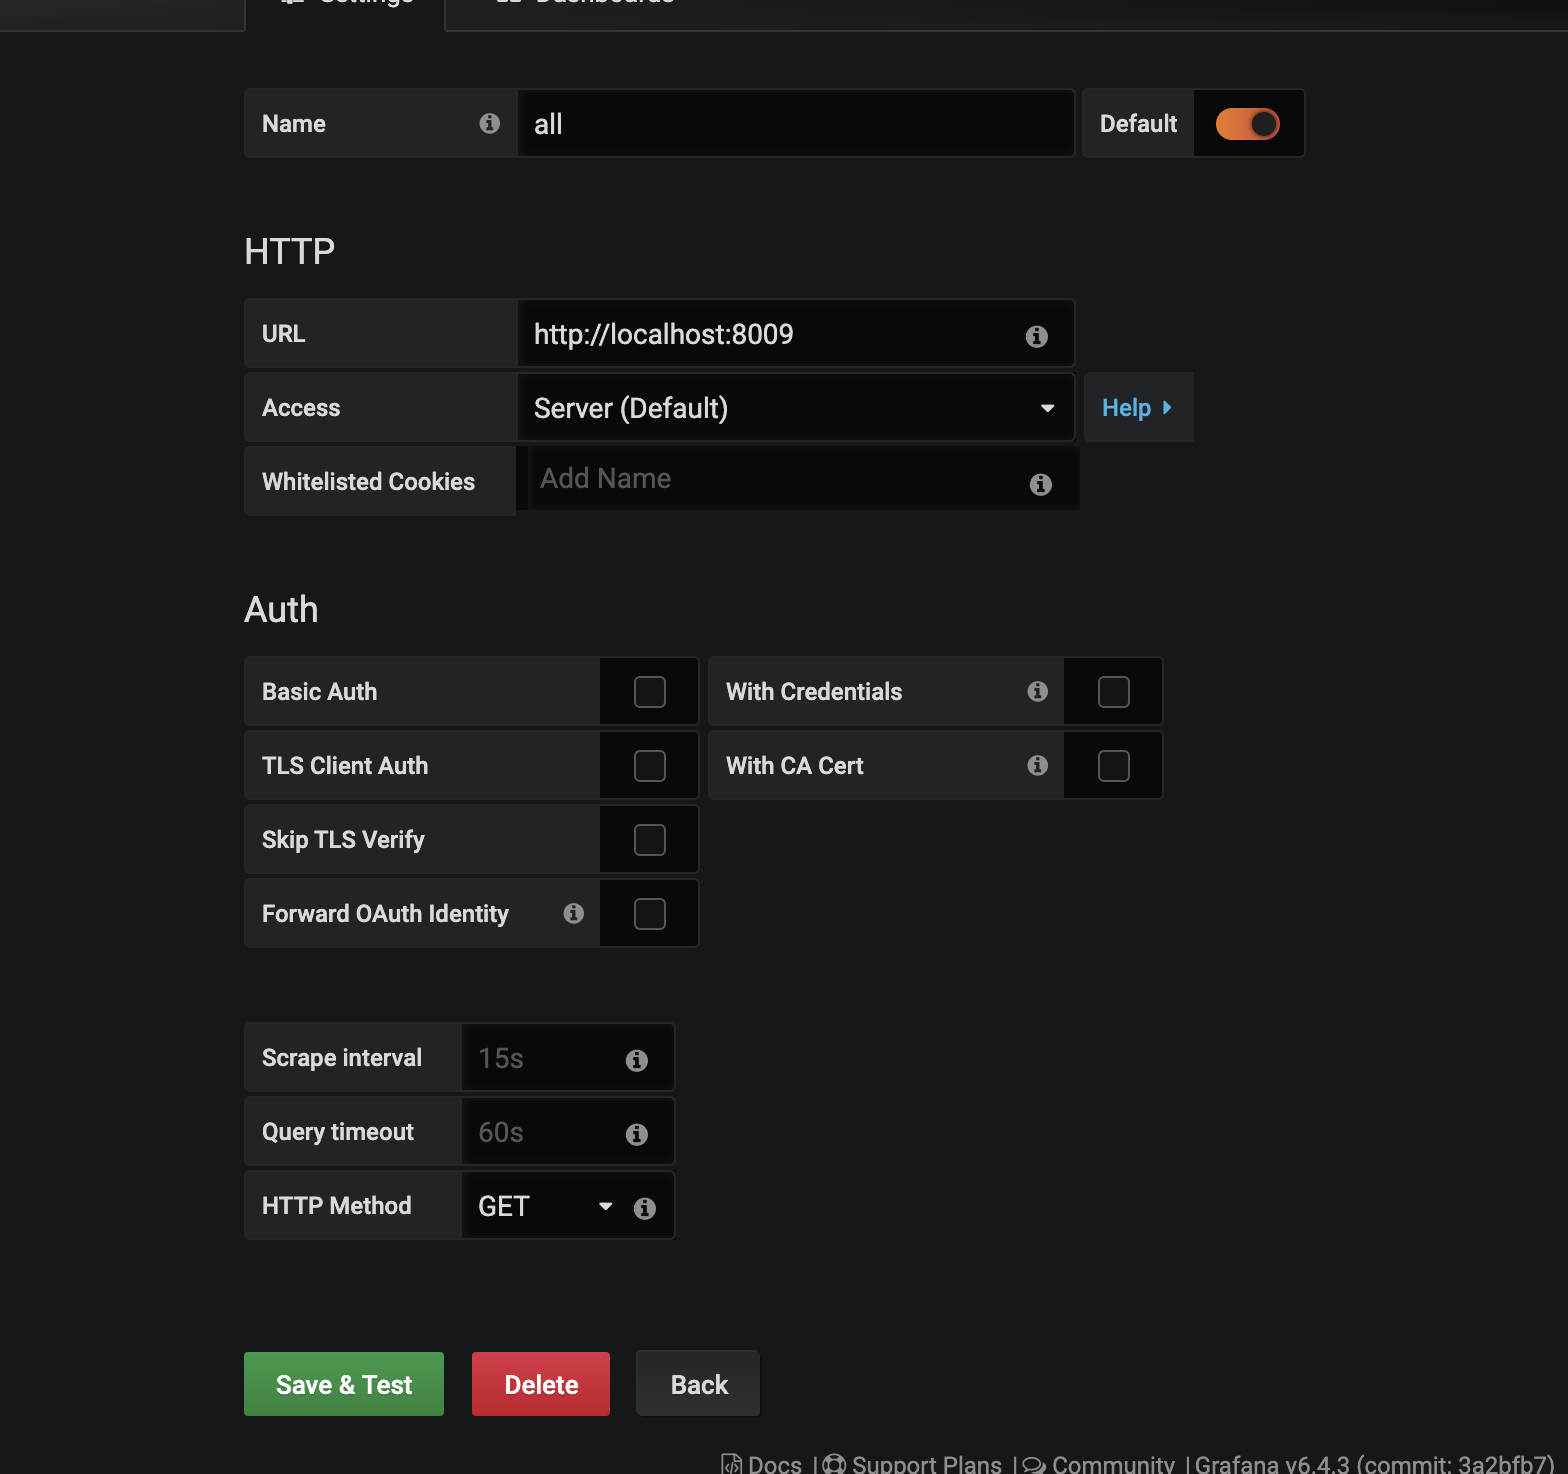 Settings Dashboards
Name all Default
HTTP
URL http://localhost:8009
Access Server (Default) Help
Whitelisted Cookies Add Name
Auth
Basic Auth With Credentials
TLS Client Auth With CA Cert
Skip TLS Verify
Forward OAuth Identity
Scrape interval 15s
Query timeout 60s
HTTP Method GET
Save & Test Delete Back
Docs | Support Plans | Community | Grafana v6.4.3 (commit: 3a2bfb7)